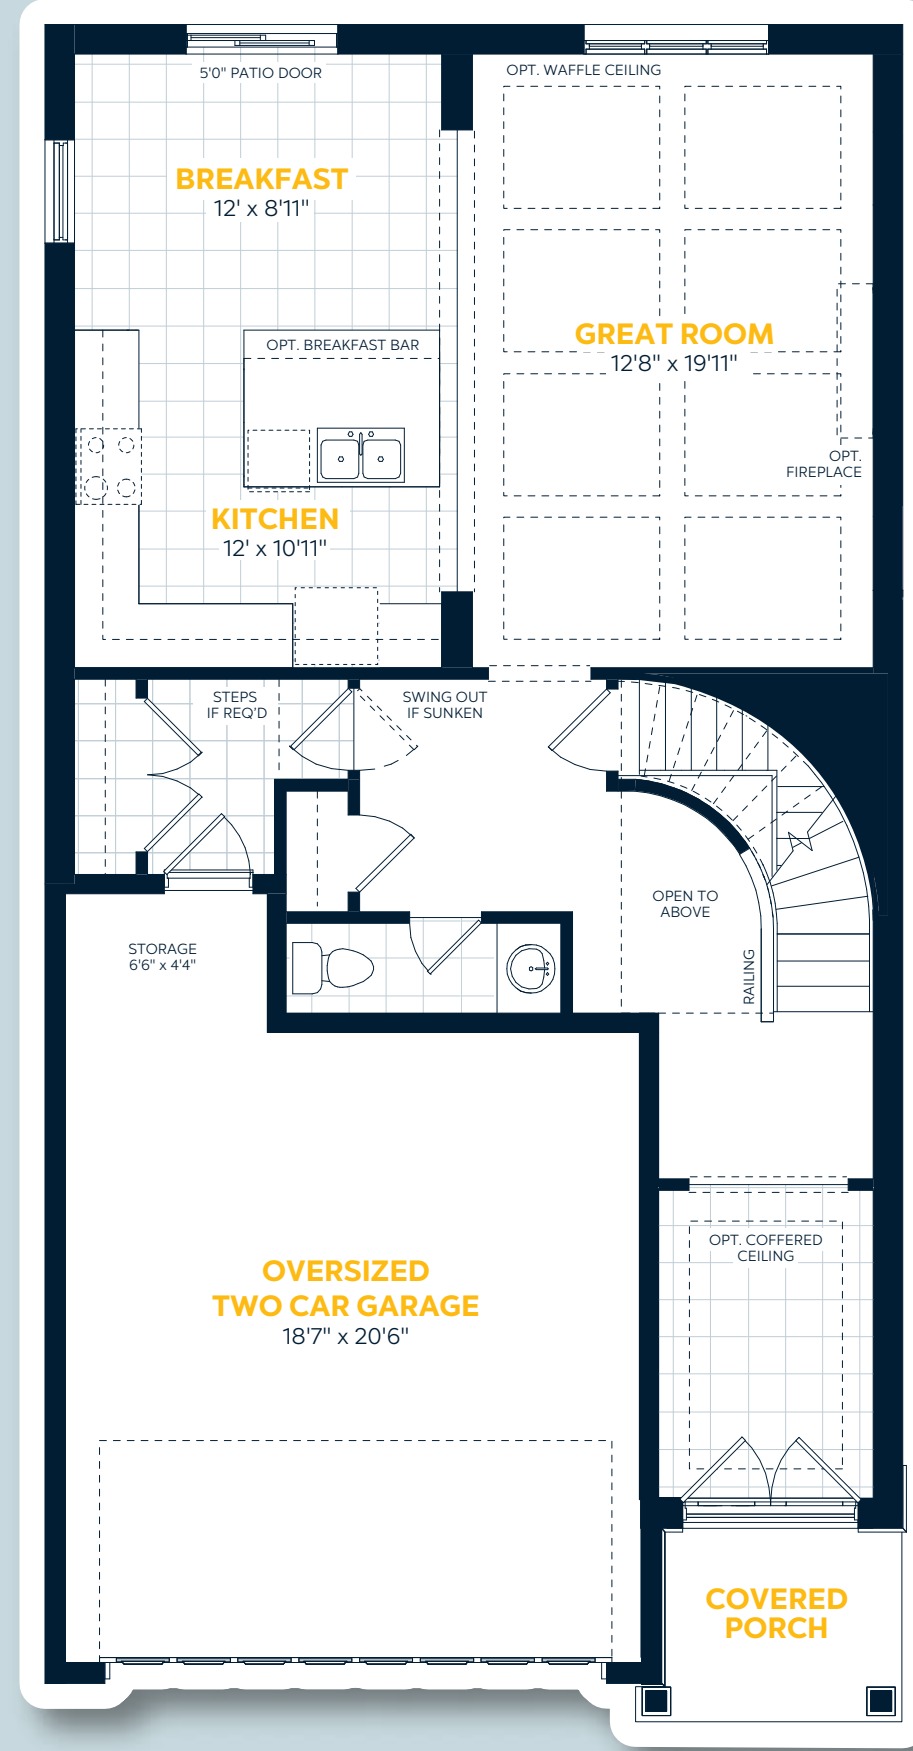 5'0" PATIO DOOR
OPT. WAFFLE CEILING
BREAKFAST
12' x 8'11"
GREAT ROOM
12'8" x 19'11"
OPT. BREAKFAST BAR
OPT.
FIREPLACE
KITCHEN
12' x 10'11"
STEPS
IF REQ'D
SWING OUT
IF SUNKEN
OPEN TO
ABOVE
STORAGE
6'6" x 4'4"
RAILING
OPT. COFFERED
CEILING
OVERSIZED
TWO CAR GARAGE
18'7" x 20'6"
COVERED
PORCH